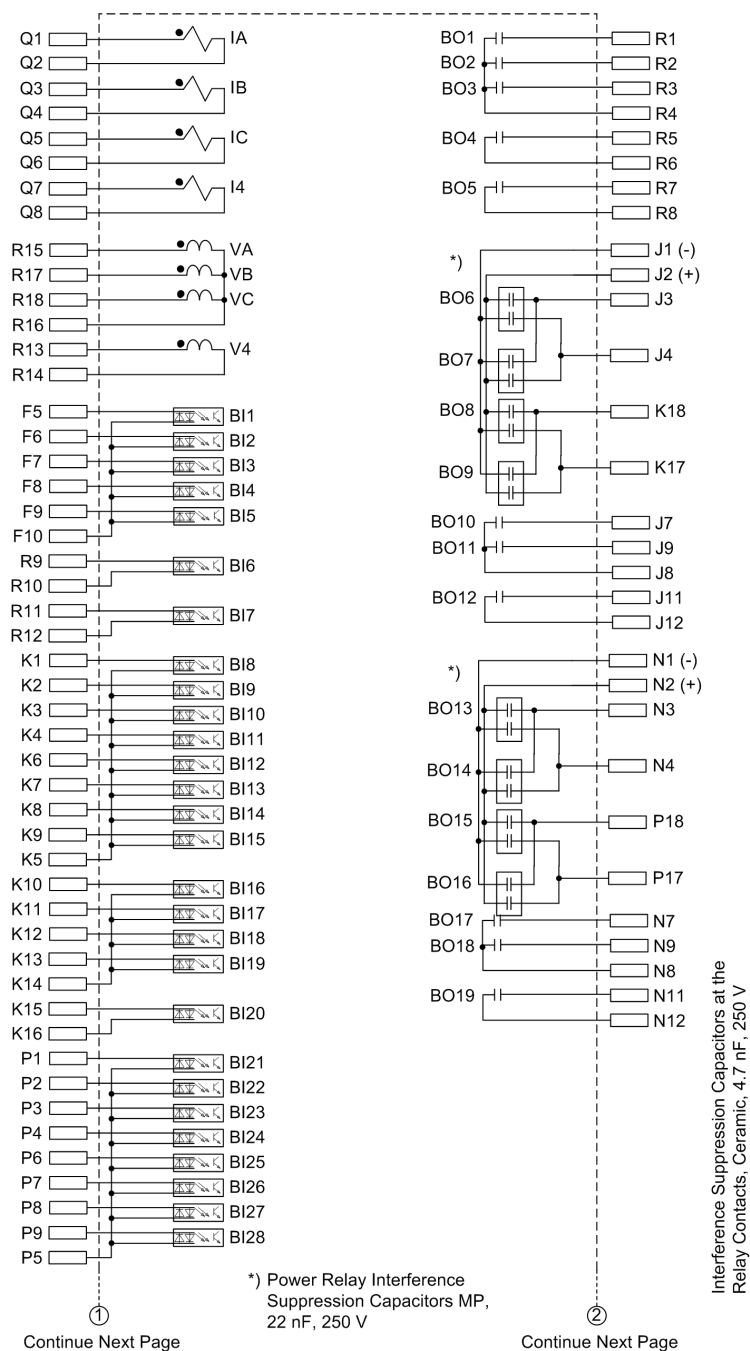 Q1 IA BO1 R1
Q2 BO2 R2
Q3 IB BO3 R3
Q4 R4
Q5 IC BO4 R5
Q6 R6
Q7 I4 BO5 R7
Q8 R8
R15 VA J1 (-)
*)
R17 VB J2 (+)
R18 VC BO6 J3
R16
R13 V4 BO7 J4
R14
F5 BI1 BO8 K18
F6 BI2
F7 BI3 BO9 K17
F8 BI4
F9 BI5 BO10 J7
F10 BO11 J9
R9 BI6 J8
R10 BO12 J11
R11 BI7 J12
R12
K1 BI8 N1 (-)
*)
K2 BI9 N2 (+)
K3 BI10 BO13 N3
K4 BI11
K6 BI12 BO14 N4
K7 BI13
K8 BI14 BO15 P18
K9 BI15
K5
K10 BI16 BO16 P17
K11 BI17 BO17 N7
K12 BI18 BO18 N9
K13 BI19 N8
K14 BO19 N11
K15 BI20 N12
K16
P1 BI21
P2 BI22
P3 BI23
P4 BI24
P6 BI25
P7 BI26
P8 BI27
P9 BI28
P5
Interference Suppression Capacitors at the
Relay Contacts, Ceramic, 4.7 nF, 250 V
*) Power Relay Interference
Suppression Capacitors MP,
22 nF, 250 V
1 2
Continue Next Page Continue Next Page